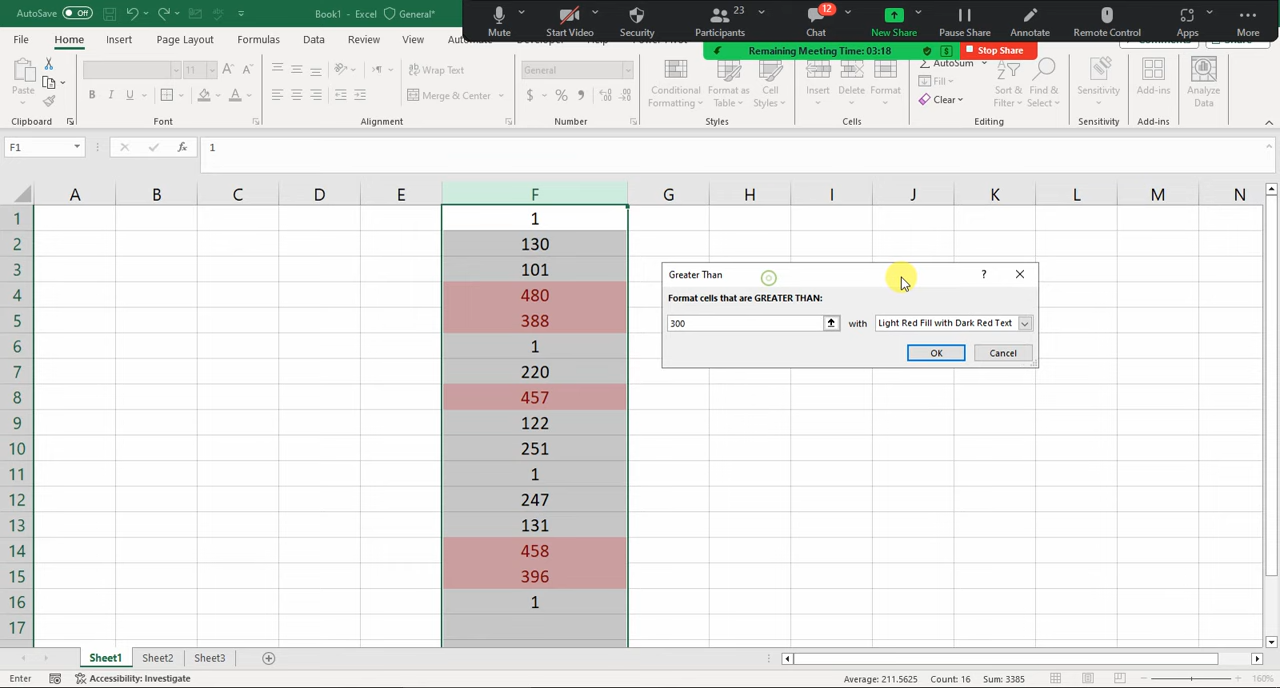 AutoSave Off Book1 - Excel General*
Mute Start Video Security Participants 23 Chat 12 New Share Pause Share Annotate Remote Control Apps More
Remaining Meeting Time: 03:18 $ Stop Share
File Home Insert Page Layout Formulas Data Review View
Paste
B I U
11 A A
Wrap Text
Merge & Center
General
$ %
Conditional Formatting
Format as Table
Cell Styles
Insert Delete Format
AutoSum
Fill
Clear
Sort & Filter
Find & Select
Sensitivity
Add-ins
Analyze Data
Clipboard Font Alignment Number Styles Cells Editing Sensitivity Add-ins
F1 fx 1
A B C D E F G H I J K L M N
1 1
2 130
3 101
4 480
5 388
6 1
7 220
8 457
9 122
10 251
11 1
12 247
13 131
14 458
15 396
16 1
17
Greater Than ?
Format cells that are GREATER THAN:
300 with Light Red Fill with Dark Red Text
OK Cancel
Sheet1 Sheet2 Sheet3
Enter Accessibility: Investigate Average: 211.5625 Count: 16 Sum: 3385 160%